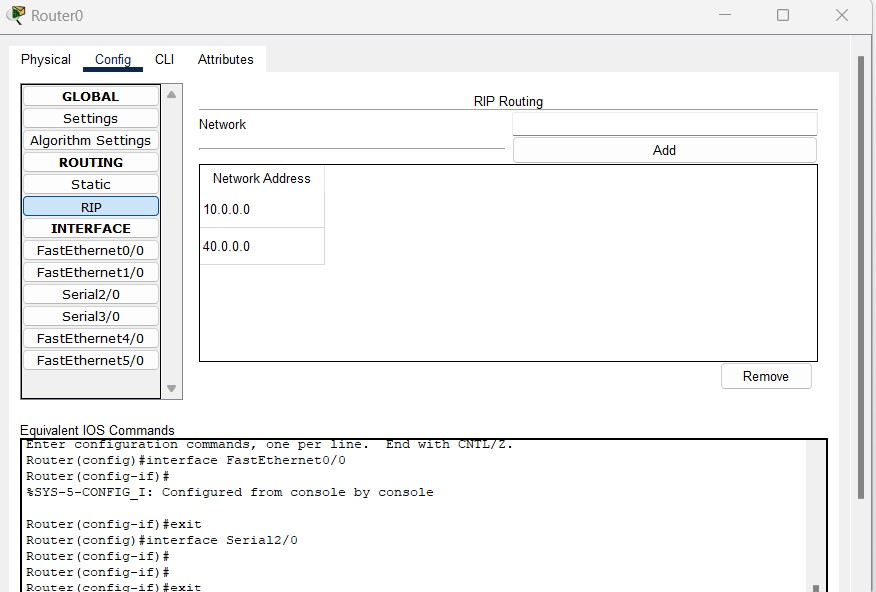 Router0
Physical Config CLI Attributes
GLOBAL
Settings
Algorithm Settings
ROUTING
Static
RIP
INTERFACE
FastEthernet0/0
FastEthernet1/0
Serial2/0
Serial3/0
FastEthernet4/0
FastEthernet5/0
RIP Routing
Network
Add
Network Address
10.0.0.0
40.0.0.0
Remove
Equivalent IOS Commands
Enter configuration commands, one per line.  End with CNTL/Z.
Router(config)#interface FastEthernet0/0
Router(config-if)#
%SYS-5-CONFIG_I: Configured from console by console
Router(config-if)#exit
Router(config)#interface Serial2/0
Router(config-if)#
Router(config-if)#
Router(config-if)#exit